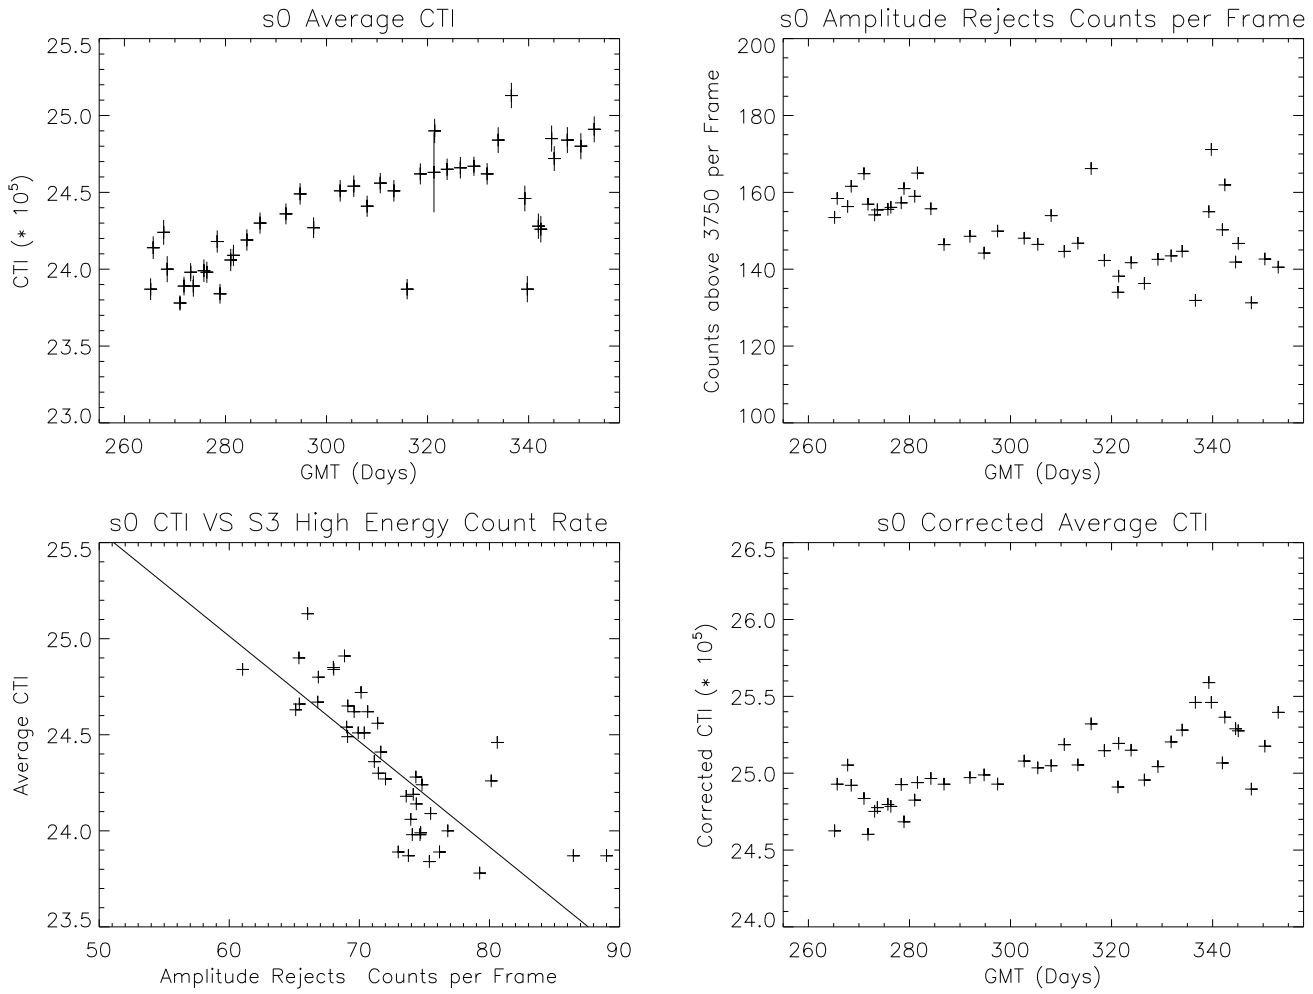 s0 Average CTI
25.5
25.0
24.5
24.0
23.5
23.0
CTI (* 10⁵)
260 280 300 320 340
GMT (Days)
s0 Amplitude Rejects Counts per Frame
200
180
160
140
120
100
Counts above 3750 per Frame
260 280 300 320 340
GMT (Days)
s0 CTI VS S3 High Energy Count Rate
25.5
25.0
24.5
24.0
23.5
Average CTI
50 60 70 80 90
Amplitude Rejects Counts per Frame
s0 Corrected Average CTI
26.5
26.0
25.5
25.0
24.5
24.0
Corrected CTI (* 10⁵)
260 280 300 320 340
GMT (Days)